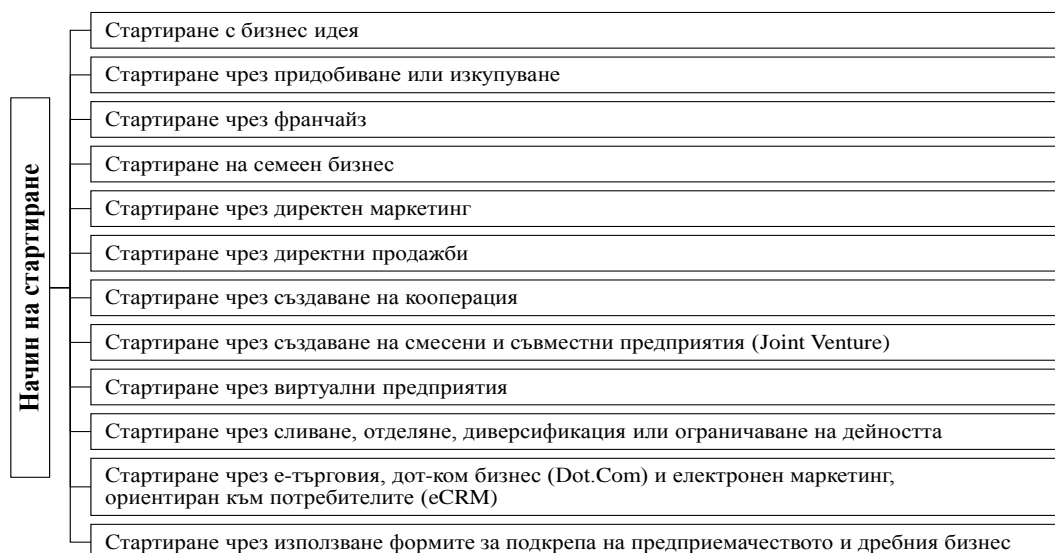 Начин на стартиране
Стартиране с бизнес идея
Стартиране чрез придобиване или изкупуване
Стартиране чрез франчайз
Стартиране на семеен бизнес
Стартиране чрез директен маркетинг
Стартиране чрез директни продажби
Стартиране чрез създаване на кооперация
Стартиране чрез създаване на смесени и съвместни предприятия (Joint Venture)
Стартиране чрез виртуални предприятия
Стартиране чрез сливане, отделяне, диверсификация или ограничаване на дейността
Стартиране чрез е-търговия, дот-ком бизнес (Dot.Com) и електронен маркетинг,
ориентиран към потребителите (eCRM)
Стартиране чрез използване формите за подкрепа на предприемачеството и дребния бизнес